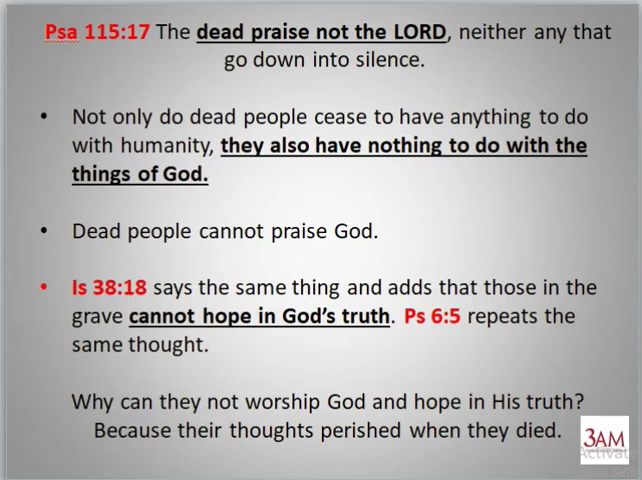 Psa 115:17 The dead praise not the LORD, neither any that
go down into silence.
• Not only do dead people cease to have anything to do
with humanity, they also have nothing to do with the
things of God.
• Dead people cannot praise God.
• Is 38:18 says the same thing and adds that those in the
grave cannot hope in God's truth. Ps 6:5 repeats the
same thought.
Why can they not worship God and hope in His truth?
Because their thoughts perished when they died.
3AM
Activate